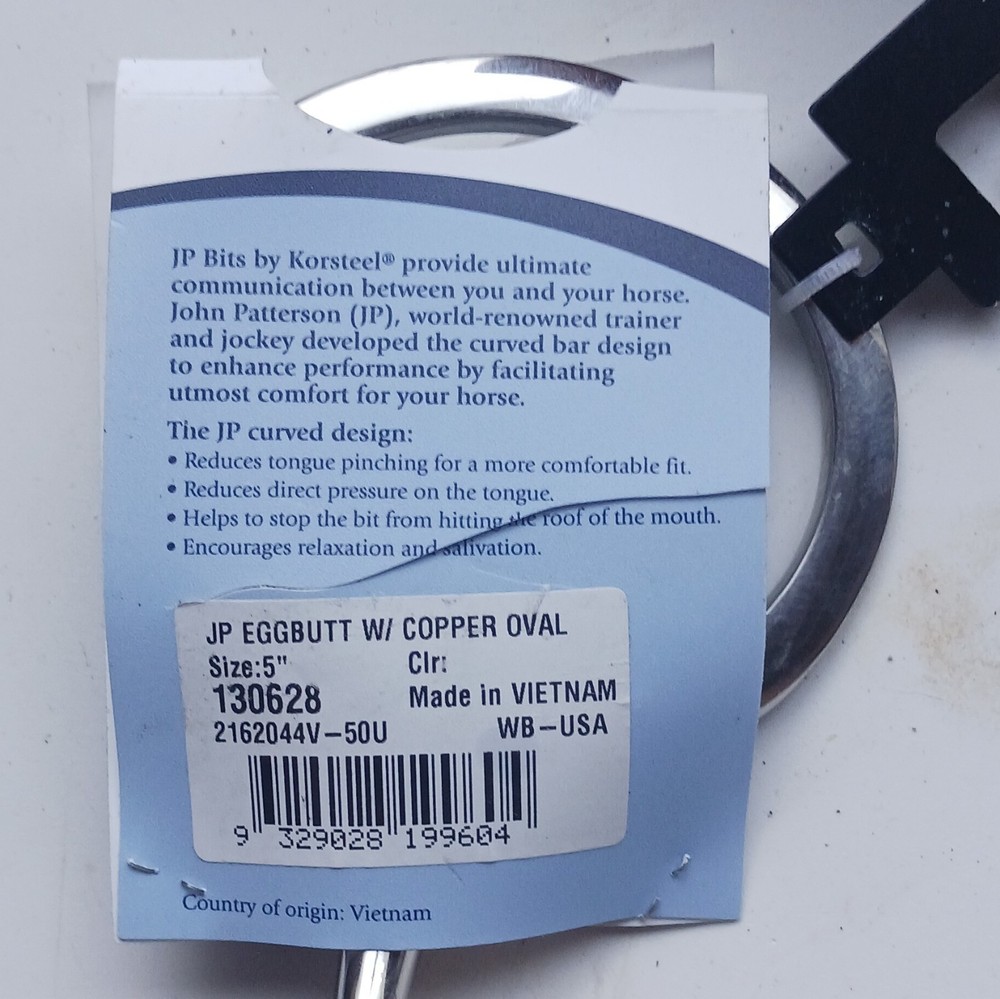 JP Bits by Korsteel® provide ultimate
communication between you and your horse.
John Patterson (JP), world-renowned trainer
and jockey developed the curved bar design
to enhance performance by facilitating
utmost comfort for your horse.
The JP curved design:
• Reduces tongue pinching for a more comfortable fit.
• Reduces direct pressure on the tongue.
• Helps to stop the bit from hitting the roof of the mouth.
• Encourages relaxation and salivation.
JP EGGBUTT W/ COPPER OVAL
Size:5" Clr:
130628 Made in VIETNAM
2162044V-50U WB-USA
9 329028 199604
Country of origin: Vietnam